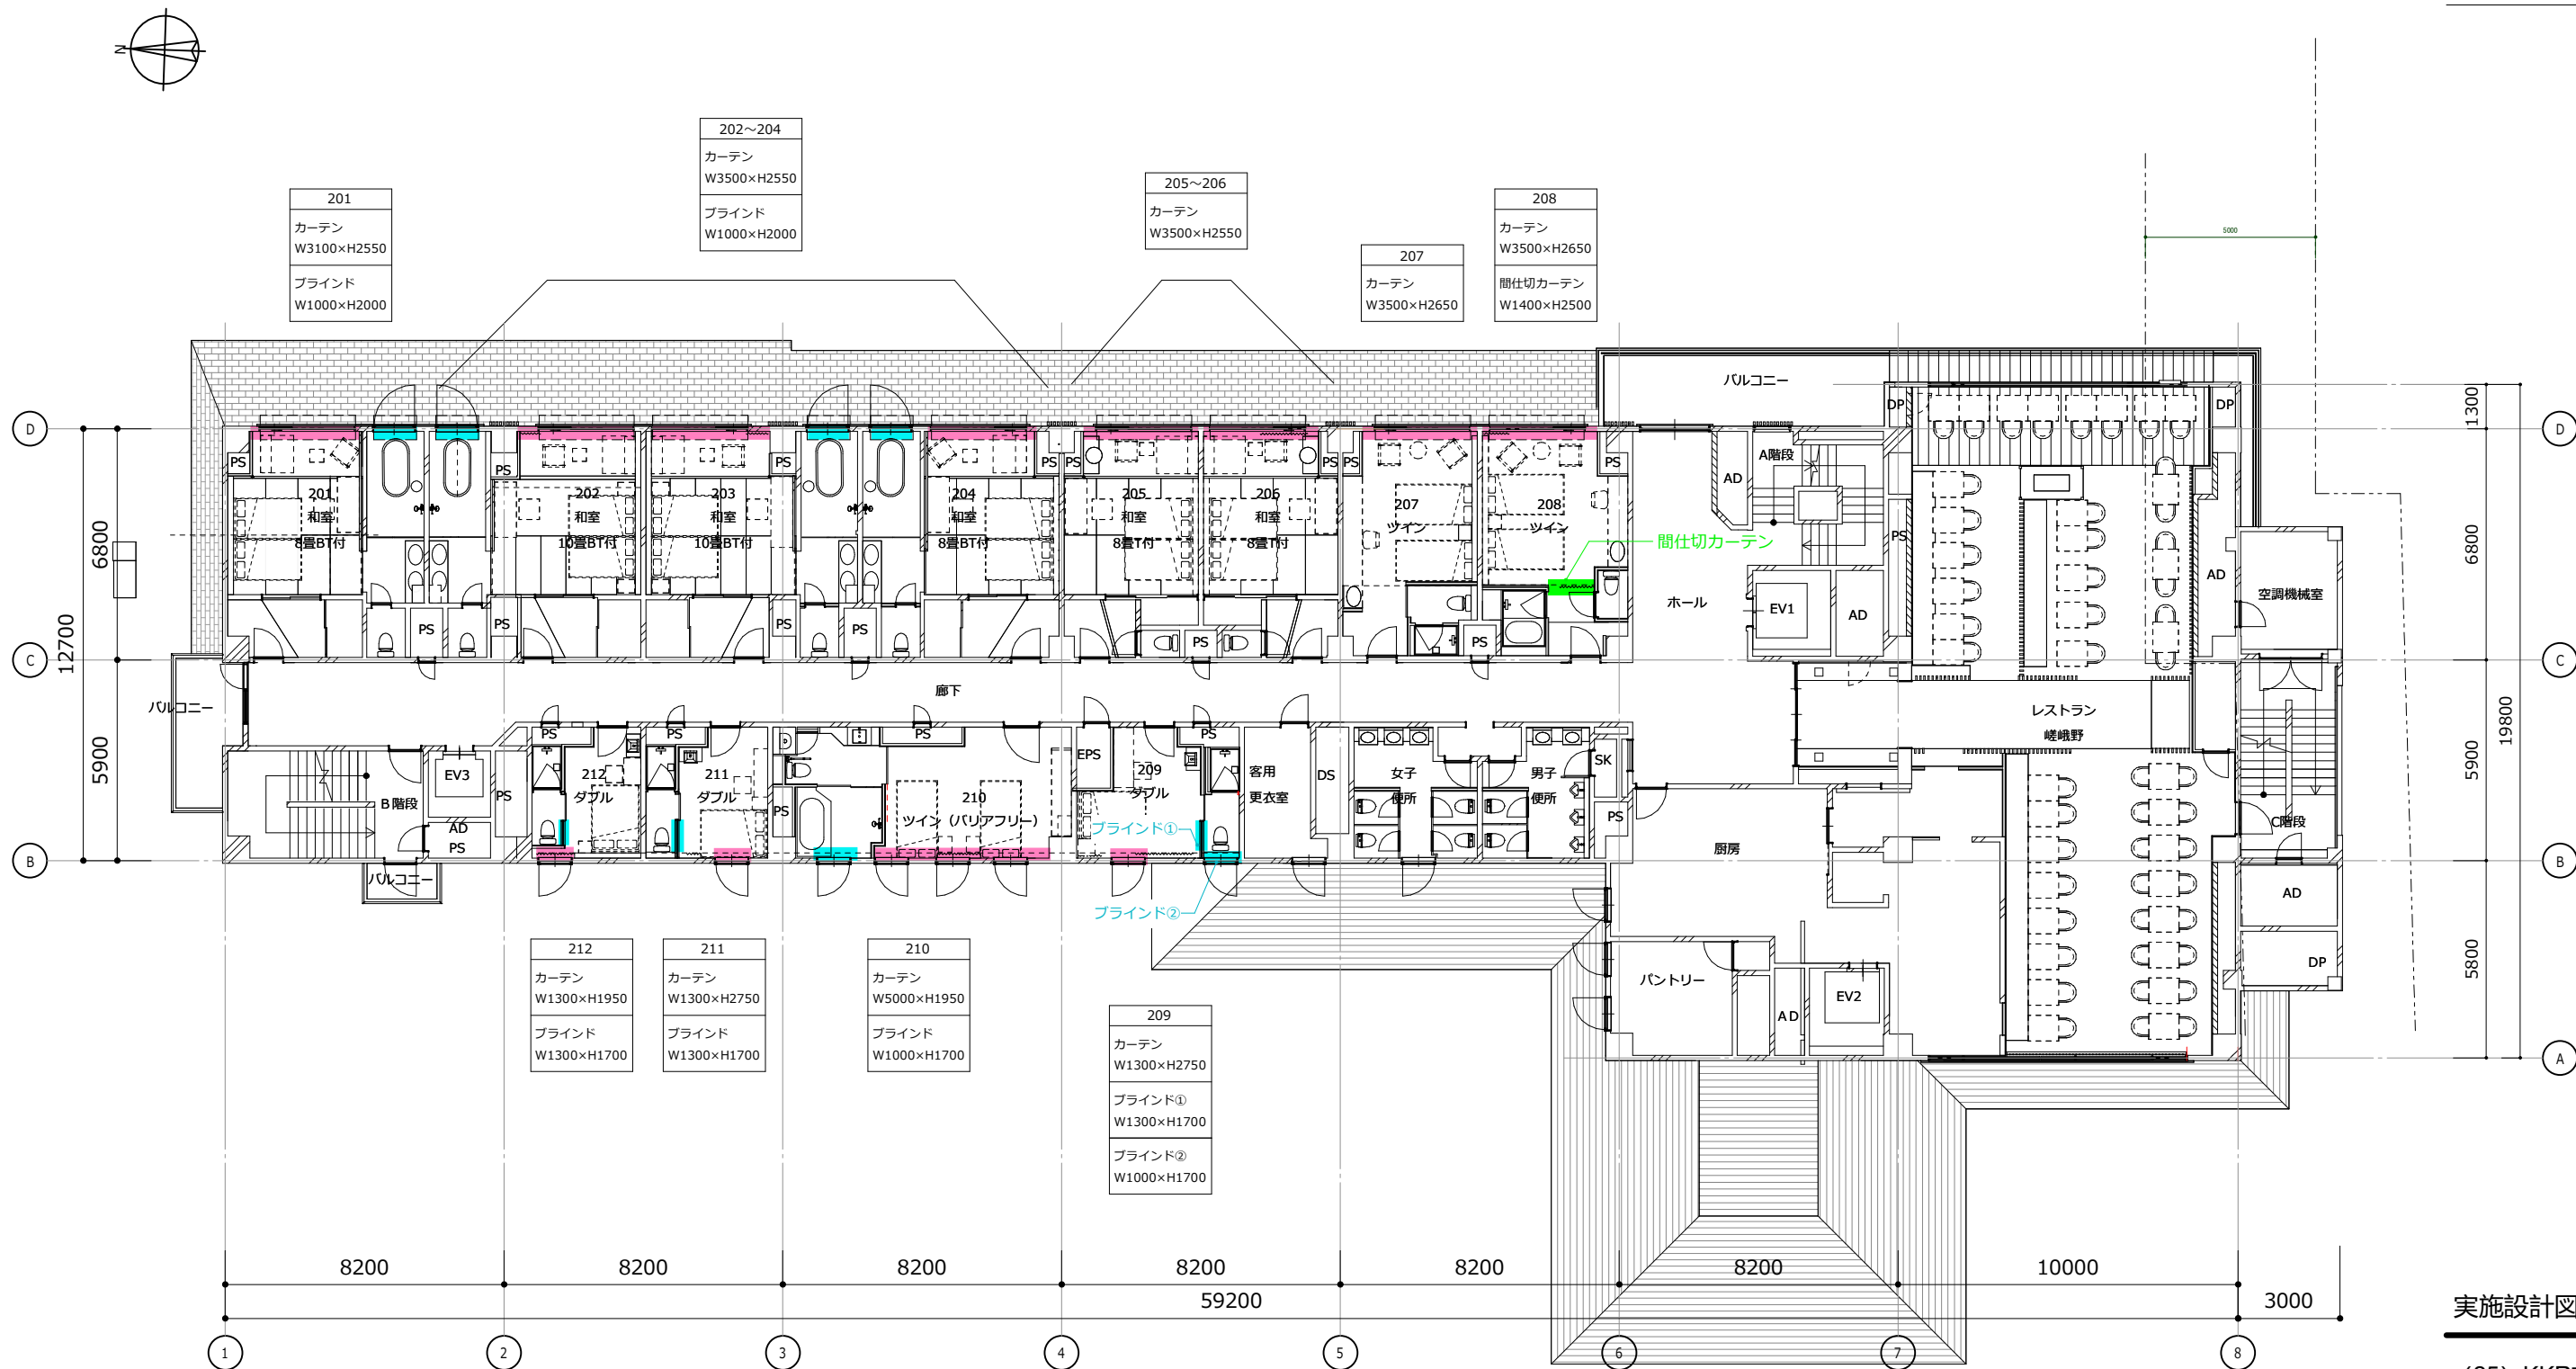 N
202～204
カーテン
W3500×H2550
ブラインド
W1000×H2000
201
カーテン
W3100×H2550
ブラインド
W1000×H2000
205～206
カーテン
W3500×H2550
208
カーテン
W3500×H2650
間仕切カーテン
W1400×H2500
207
カーテン
W3500×H2650
5000
バルコニー
DP
DP
1300
D
D
PS
PS
PS
PS
PS
PS
PS
PS
AD
A階段
201
和室
8畳BT付
202
和室
10畳BT付
203
和室
10畳BT付
204
和室
8畳BT付
205
和室
8畳T付
206
和室
8畳T付
207
ツイン
208
ツイン
間仕切カーテン
PS
6800
12700
6800
19800
AD
空調機械室
ホール
EV1
AD
PS
PS
PS
PS
PS
PS
C
C
バルコニー
廊下
レストラン
嵯峨野
5900
5900
PS
PS
PS
PS
EPS
EV3
B階段
AD
PS
PS
212
ダブル
211
ダブル
PS
210
ツイン（バリアフリー）
209
ダブル
ブラインド①
客用
更衣室
DS
女子
便所
男子
便所
SK
PS
厨房
C階段
B
B
バルコニー
ブラインド②
AD
DP
5800
パントリー
AD
EV2
A
212
カーテン
W1300×H1950
ブラインド
W1300×H1700
211
カーテン
W1300×H2750
ブラインド
W1300×H1700
210
カーテン
W5000×H1950
ブラインド
W1000×H1700
209
カーテン
W1300×H2750
ブラインド①
W1300×H1700
ブラインド②
W1000×H1700
8200
8200
8200
8200
8200
8200
10000
59200
3000
実施設計図
1
2
3
4
5
6
7
8